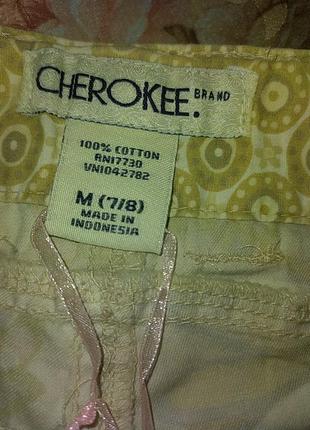 CHEROKEE. BRAND
100% COTTON
RN17730
VN1042782
M (7/8)
MADE IN
INDONESIA